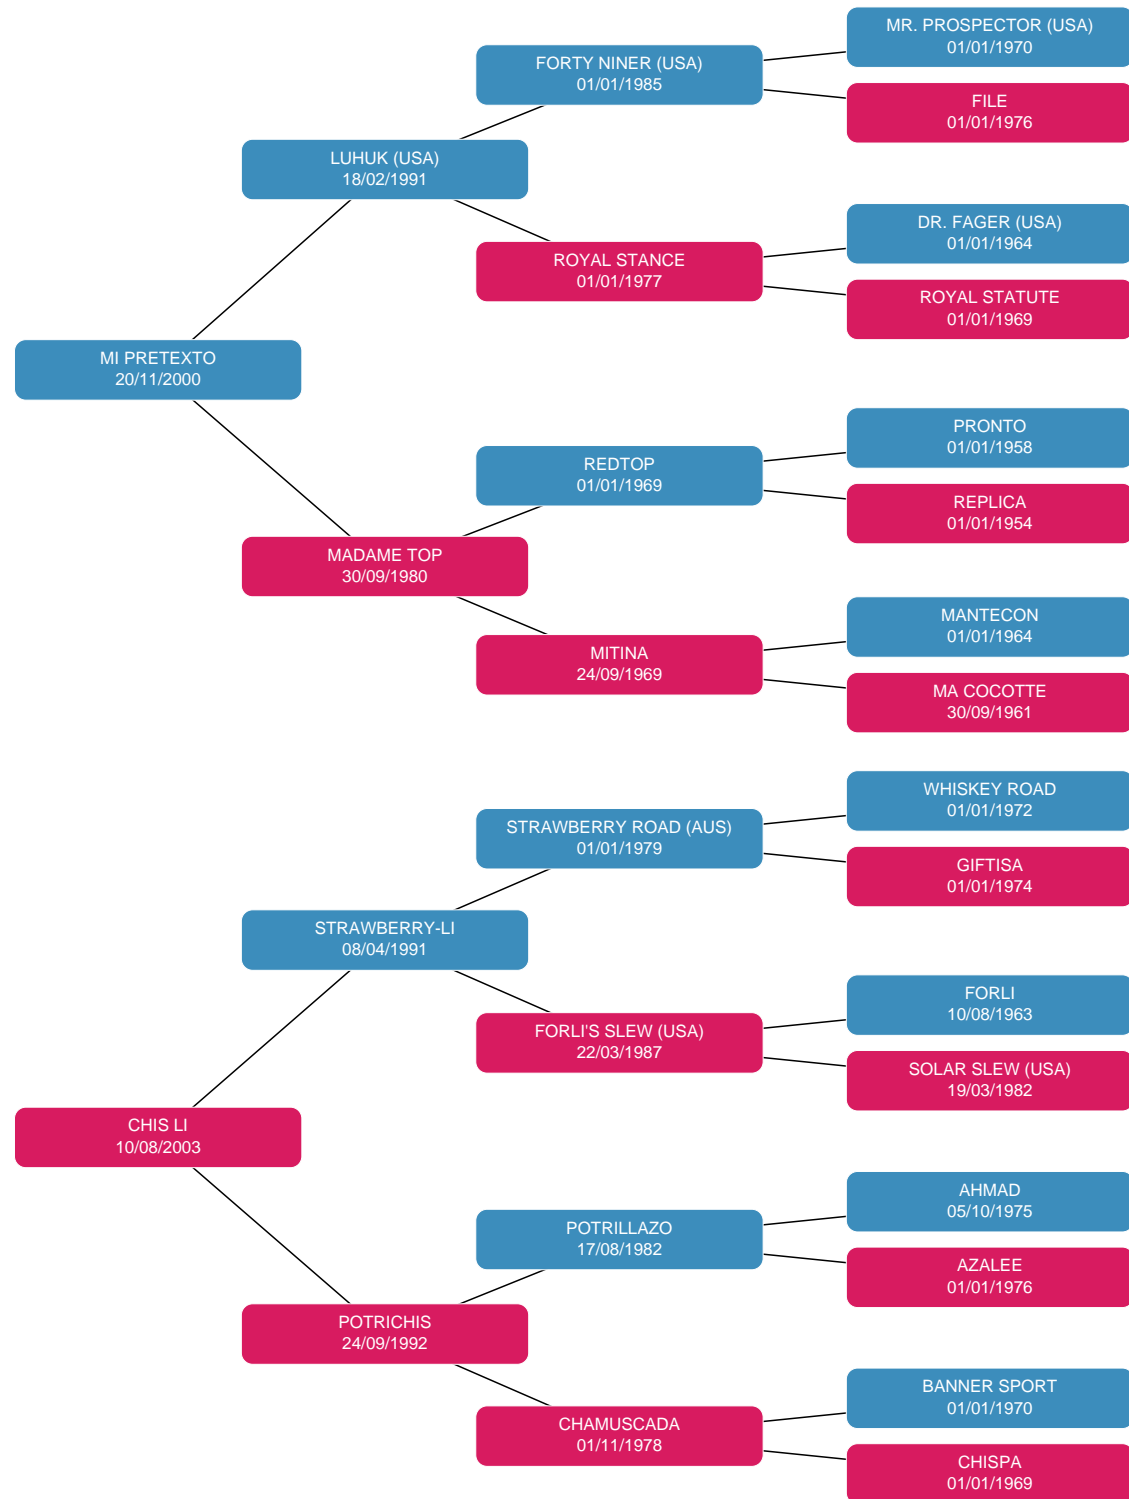 MR. PROSPECTOR (USA)
01/01/1970
FORTY NINER (USA)
01/01/1985
FILE
01/01/1976
LUHUK (USA)
18/02/1991
DR. FAGER (USA)
01/01/1964
ROYAL STANCE
01/01/1977
ROYAL STATUTE
01/01/1969
MI PRETEXTO
20/11/2000
PRONTO
01/01/1958
REDTOP
01/01/1969
REPLICA
01/01/1954
MADAME TOP
30/09/1980
MANTECON
01/01/1964
MITINA
24/09/1969
MA COCOTTE
30/09/1961
WHISKEY ROAD
01/01/1972
STRAWBERRY ROAD (AUS)
01/01/1979
GIFTISA
01/01/1974
STRAWBERRY-LI
08/04/1991
FORLI
10/08/1963
FORLI'S SLEW (USA)
22/03/1987
SOLAR SLEW (USA)
19/03/1982
CHIS LI
10/08/2003
AHMAD
05/10/1975
POTRILLAZO
17/08/1982
AZALEE
01/01/1976
POTRICHIS
24/09/1992
BANNER SPORT
01/01/1970
CHAMUSCADA
01/11/1978
CHISPA
01/01/1969